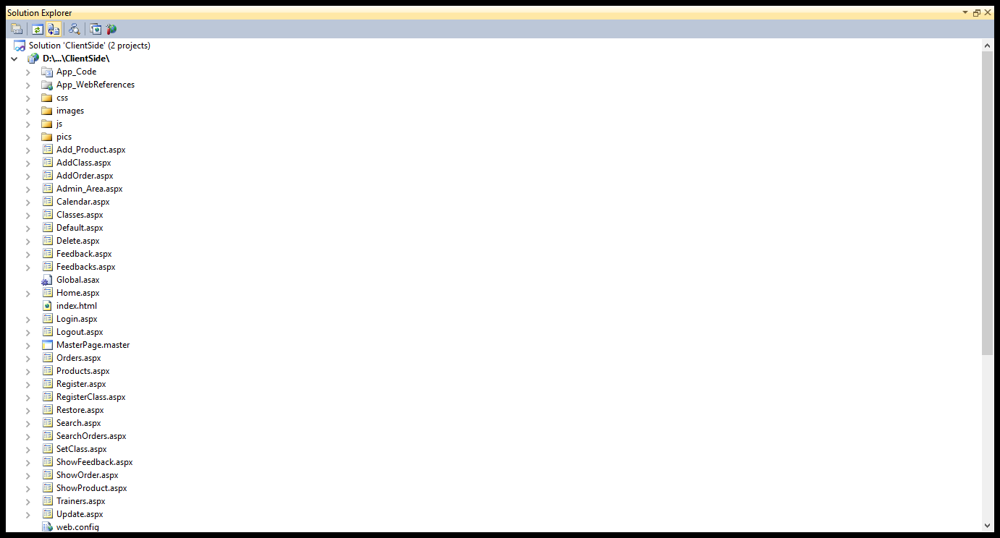 Solution Explorer
Solution 'ClientSide' (2 projects)
D:\...\ClientSide\
App_Code
App_WebReferences
css
images
js
pics
Add_Product.aspx
AddClass.aspx
AddOrder.aspx
Admin_Area.aspx
Calendar.aspx
Classes.aspx
Default.aspx
Delete.aspx
Feedback.aspx
Feedbacks.aspx
Global.asax
Home.aspx
index.html
Login.aspx
Logout.aspx
MasterPage.master
Orders.aspx
Products.aspx
Register.aspx
RegisterClass.aspx
Restore.aspx
Search.aspx
SearchOrders.aspx
SetClass.aspx
ShowFeedback.aspx
ShowOrder.aspx
ShowProduct.aspx
Trainers.aspx
Update.aspx
web.config